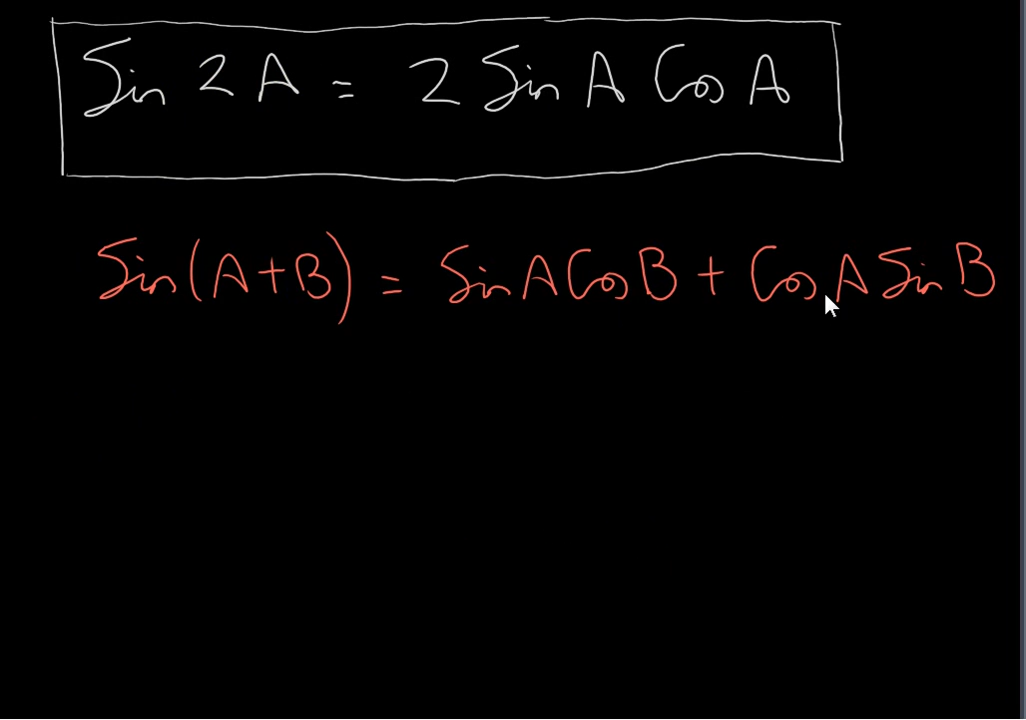 Sin 2A = 2 Sin A Cos A
Sin(A+B) = Sin A Cos B + Cos A Sin B